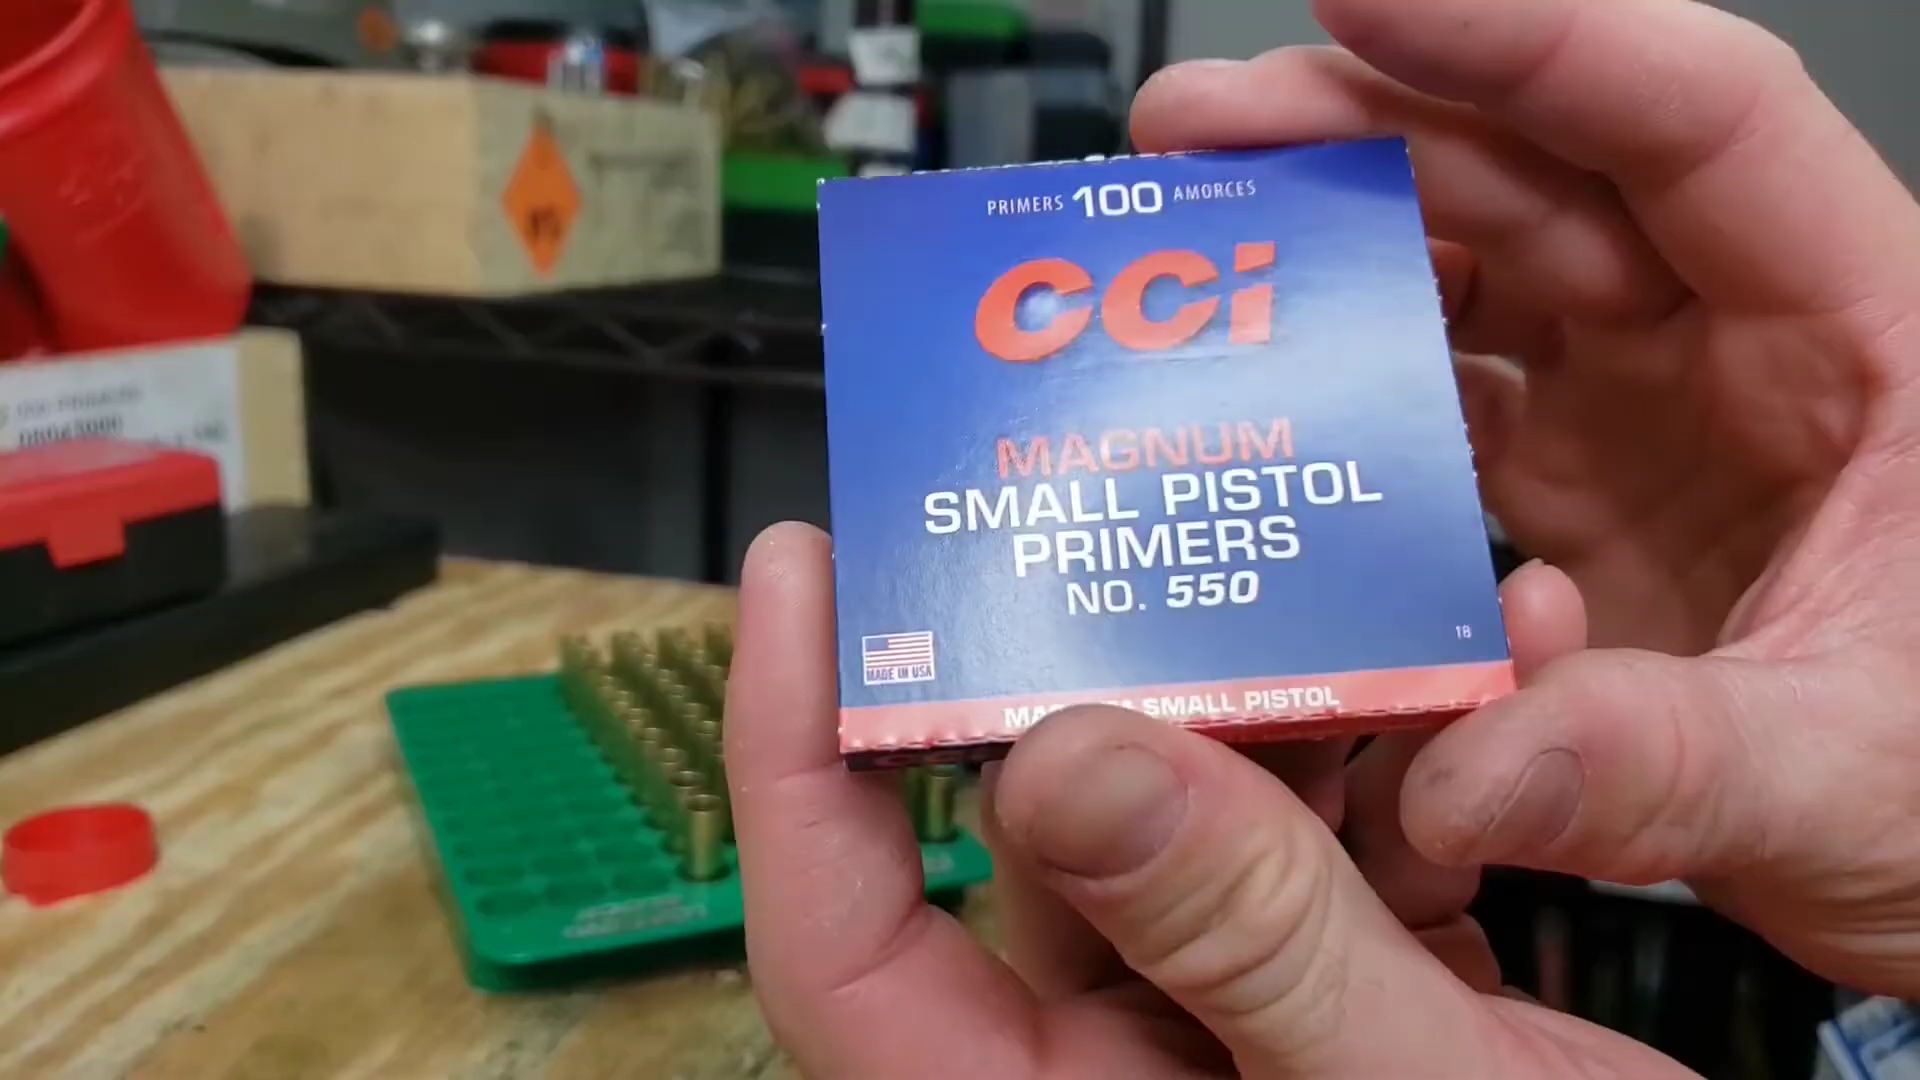 PRIMERS 100 AMORCES
CCi
MAGNUM
SMALL PISTOL
PRIMERS
NO. 550
18
MADE IN USA
SMALL PISTOL